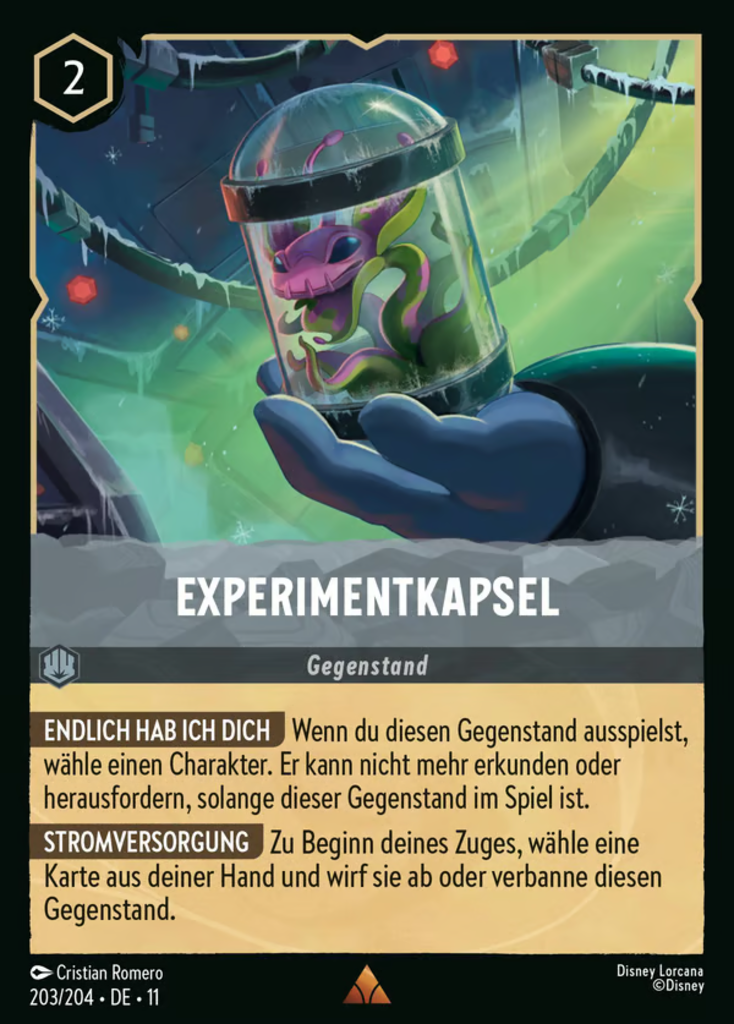 2
EXPERIMENTKAPSEL
Gegenstand
ENDLICH HAB ICH DICH Wenn du diesen Gegenstand ausspielst,
wähle einen Charakter. Er kann nicht mehr erkunden oder
herausfordern, solange dieser Gegenstand im Spiel ist.
STROMVERSORGUNG Zu Beginn deines Zuges, wähle eine
Karte aus deiner Hand und wirf sie ab oder verbanne diesen
Gegenstand.
Cristian Romero
203/204 • DE • 11
Disney Lorcana
©Disney